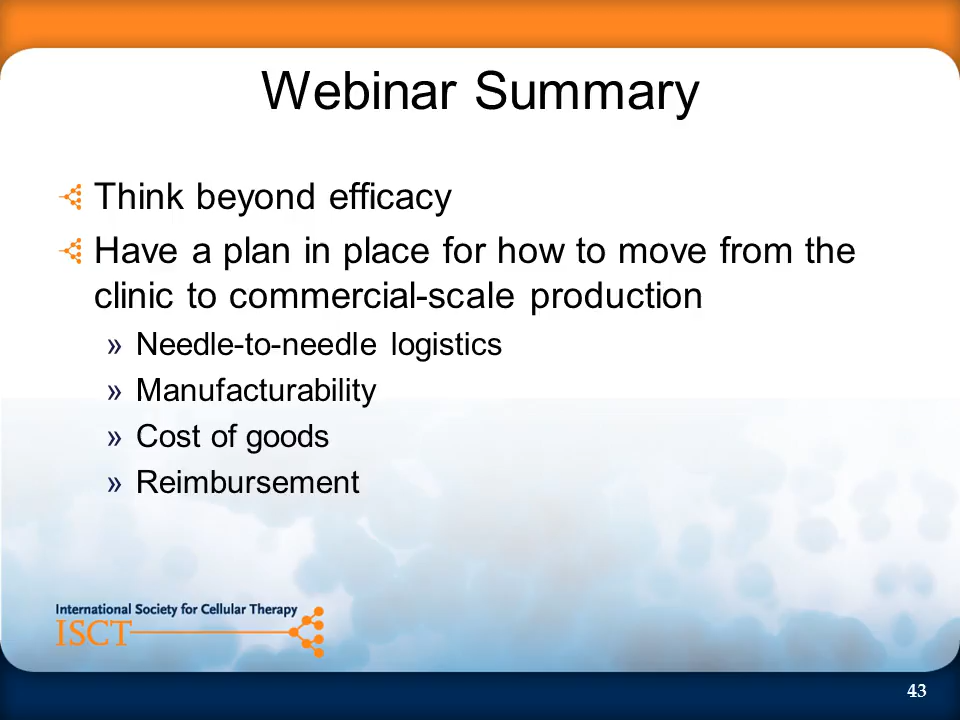 Webinar Summary
Think beyond efficacy
Have a plan in place for how to move from the
clinic to commercial-scale production
» Needle-to-needle logistics
» Manufacturability
» Cost of goods
» Reimbursement
International Society for Cellular Therapy
ISCT
43